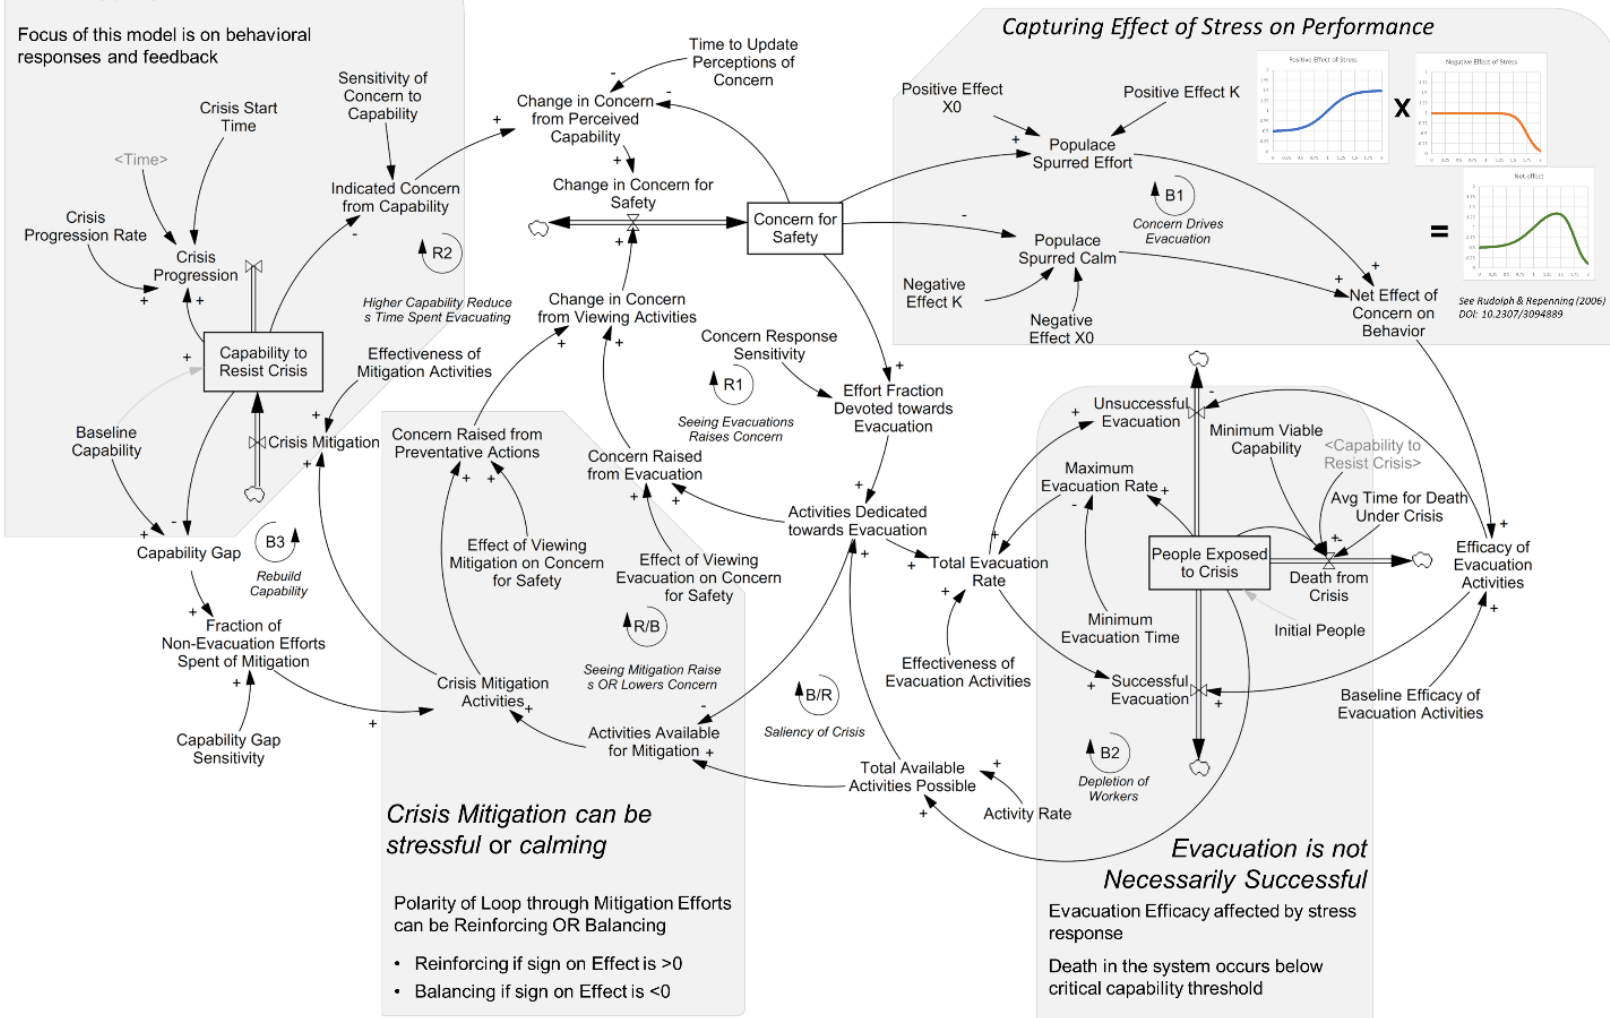 Focus of this model is on behavioral
responses and feedback
Capturing Effect of Stress on Performance
Time to Update
Perceptions of
Concern
Sensitivity of
Concern to
Capability
Crisis Start
Time
<Time>
Crisis
Progression Rate
Crisis
Progression
Indicated Concern
from Capability
Change in Concern
from Perceived
Capability
Change in Concern for
Safety
Concern for
Safety
R2
Higher Capability Reduce
s Time Spent Evacuating
Positive Effect
X0
Positive Effect K
Populace
Spurred Effort
B1
Concern Drives
Evacuation
Populace
Spurred Calm
Negative
Effect K
Negative
Effect X0
Net Effect of
Concern on
Behavior
Positive Effect of Stress
X
Negative Effect of Stress
=
Net effect
See Rudolph & Repenning (2006)
DOI: 10.2307/3094889
Change in Concern
from Viewing Activities
Capability to
Resist Crisis
Effectiveness of
Mitigation Activities
Concern Response
Sensitivity
R1
Seeing Evacuations
Raises Concern
Effort Fraction
Devoted towards
Evacuation
Baseline
Capability
Crisis Mitigation
Concern Raised from
Preventative Actions
Concern Raised
from Evacuation
Activities Dedicated
towards Evacuation
Unsuccessful
Evacuation
Minimum Viable
Capability
<Capability to
Resist Crisis>
Maximum
Evacuation Rate
Avg Time for Death
Under Crisis
Capability Gap
B3
Rebuild
Capability
Effect of Viewing
Mitigation on Concern
for Safety
Effect of Viewing
Evacuation on Concern
for Safety
Total Evacuation
Rate
People Exposed
to Crisis
Death from
Crisis
Efficacy of
Evacuation
Activities
Fraction of
Non-Evacuation Efforts
Spent of Mitigation
R/B
Seeing Mitigation Raise
s OR Lowers Concern
Minimum
Evacuation Time
Initial People
Effectiveness of
Evacuation Activities
Crisis Mitigation
Activities
B/R
Saliency of Crisis
Successful
Evacuation
Baseline Efficacy of
Evacuation Activities
Capability Gap
Sensitivity
Activities Available
for Mitigation
B2
Depletion of
Workers
Total Available
Activities Possible
Activity Rate
Crisis Mitigation can be
stressful or calming
Polarity of Loop through Mitigation Efforts
can be Reinforcing OR Balancing
• Reinforcing if sign on Effect is >0
• Balancing if sign on Effect is <0
Evacuation is not
Necessarily Successful
Evacuation Efficacy affected by stress
response
Death in the system occurs below
critical capability threshold